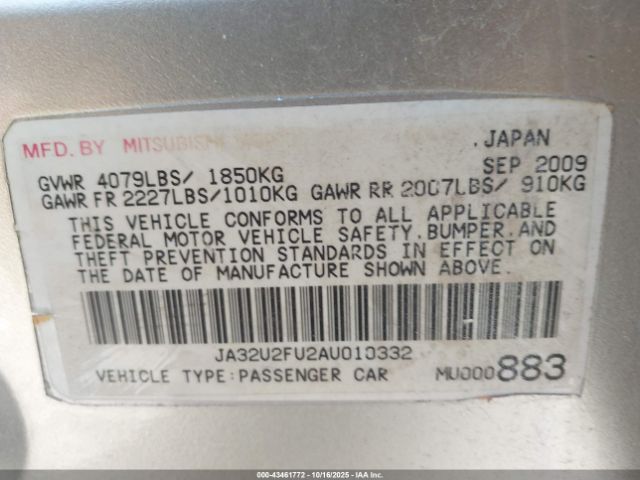 MFD. BY MITSUBISHI
JAPAN
SEP 2009
GVWR 4079LBS/ 1850KG
GAWR FR 2227LBS/1010KG GAWR RR 2007LBS/ 910KG
THIS VEHICLE CONFORMS TO ALL APPLICABLE
FEDERAL MOTOR VEHICLE SAFETY.BUMPER.AND
THEFT PREVENTION STANDARDS IN EFFECT ON
THE DATE OF MANUFACTURE SHOWN ABOVE.
JA32U2FU2AU010332
VEHICLE TYPE:PASSENGER CAR MU000883
000-43461772 - 10/16/2025 - IAAI.COM